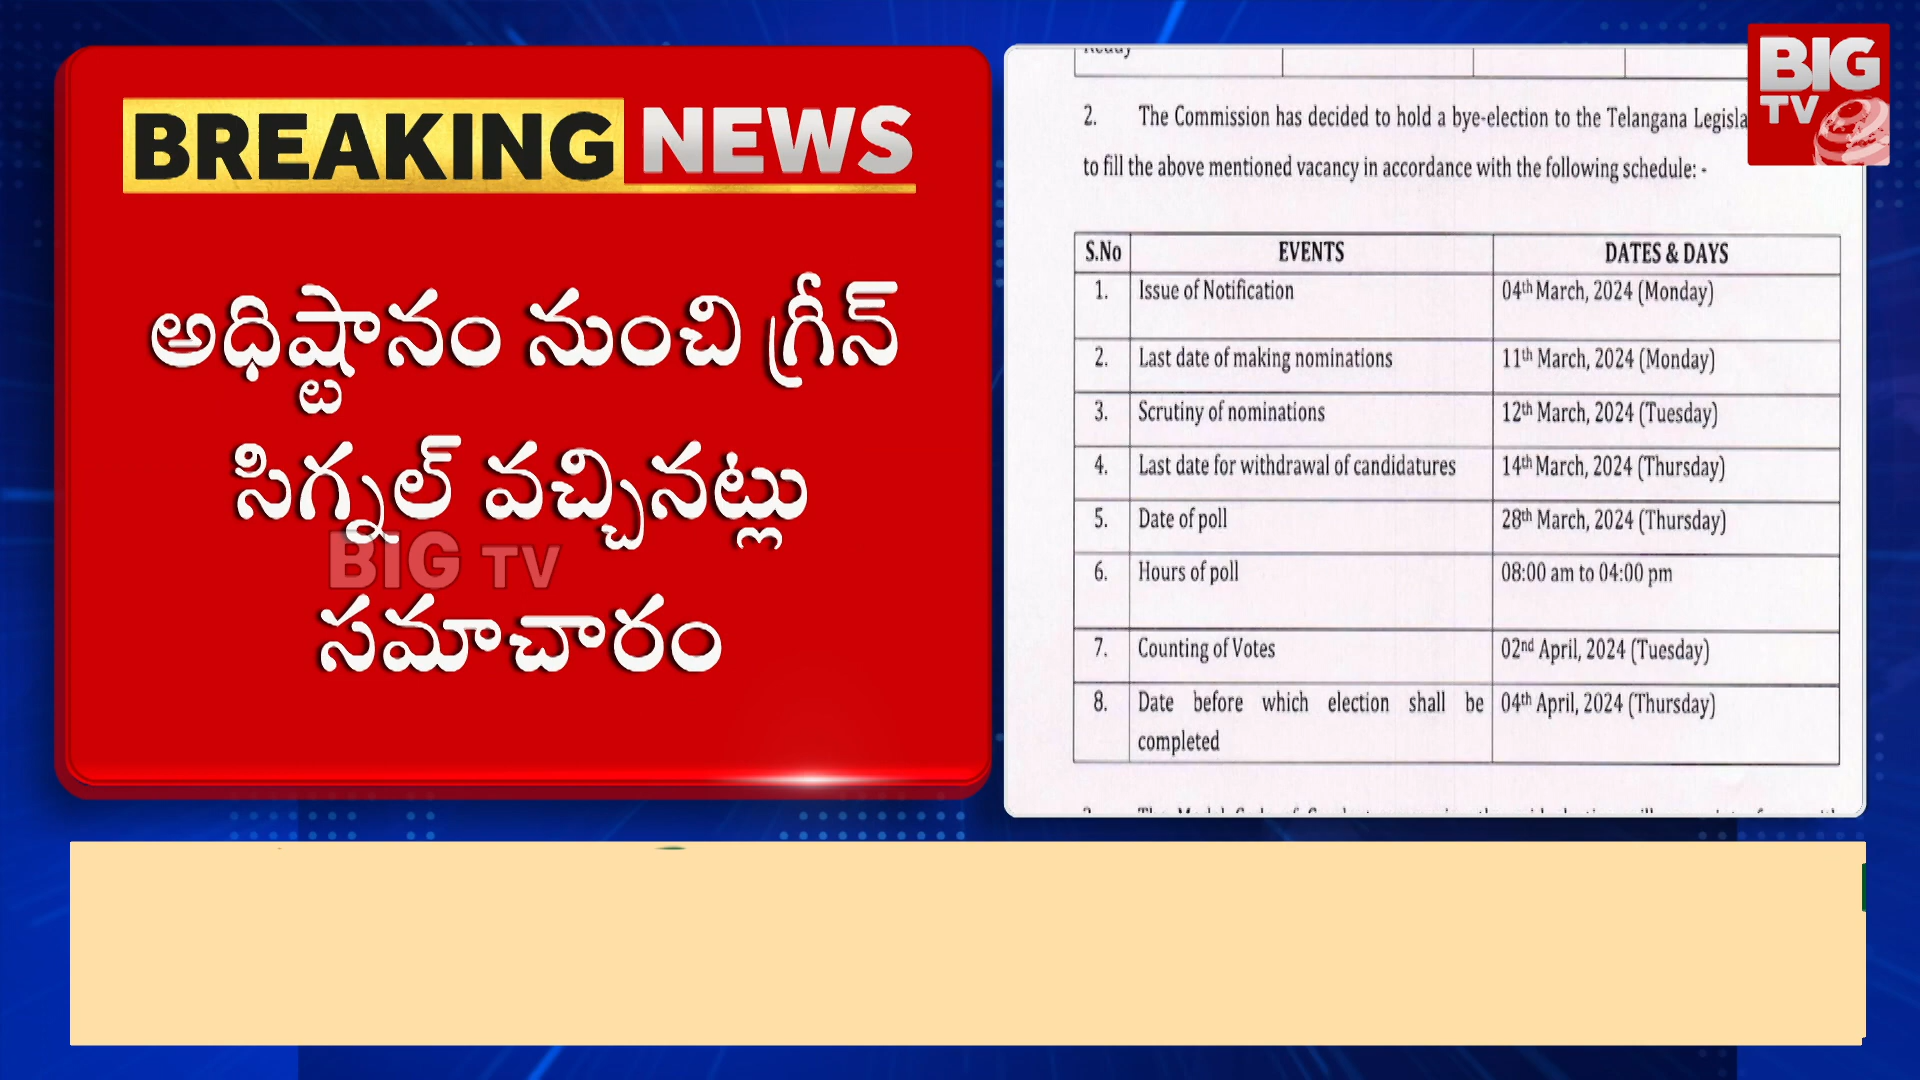 BREAKING NEWS
అధిష్టానం నుంచి గ్రీన్
సిగ్నల్ వచ్చినట్లు
BIG TV
సమాచారం
BIG
TV
2. The Commission has decided to hold a bye-election to the Telangana
to fill the above mentioned vacancy in accordance with the following schedule: -
S.No EVENTS DATES & DAYS
1. Issue of Notification 04th March, 2024 (Monday)
2. Last date of making nominations 11th March, 2024 (Monday)
3. Scrutiny of nominations 12th March, 2024 (Tuesday)
4. Last date for withdrawal of candidatures 14th March, 2024 (Thursday)
5. Date of poll 28th March, 2024 (Thursday)
6. Hours of poll 08:00 am to 04:00 pm
7. Counting of Votes 02nd April, 2024 (Tuesday)
8. Date before which election shall be 04th April, 2024 (Thursday)
completed